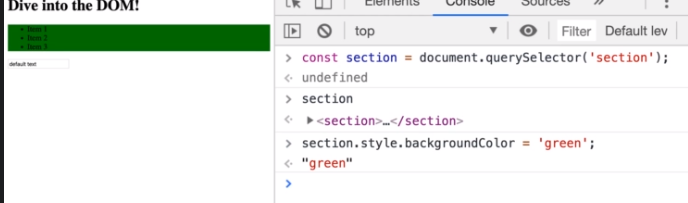 Dive into the DOM!
Item 1
Item 2
Item 3
default text
Elements Console Sources »
top ▼ Filter Default lev
> const section = document.querySelector('section');
<· undefined
> section
<· ▶<section>…</section>
> section.style.backgroundColor = 'green';
<· "green"
>